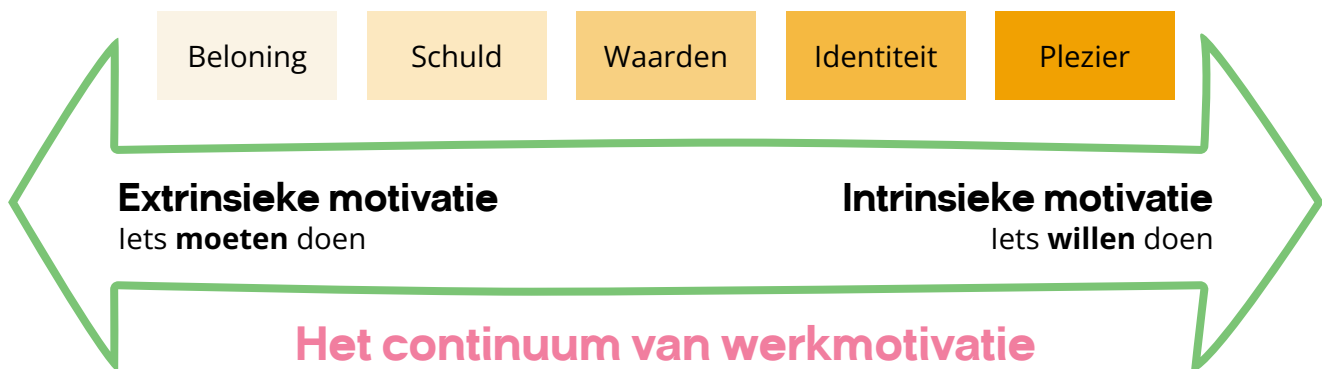 Beloning
Schuld
Waarden
Identiteit
Plezier
Extrinsieke motivatie
Iets moeten doen
Intrinsieke motivatie
Iets willen doen
Het continuum van werkmotivatie